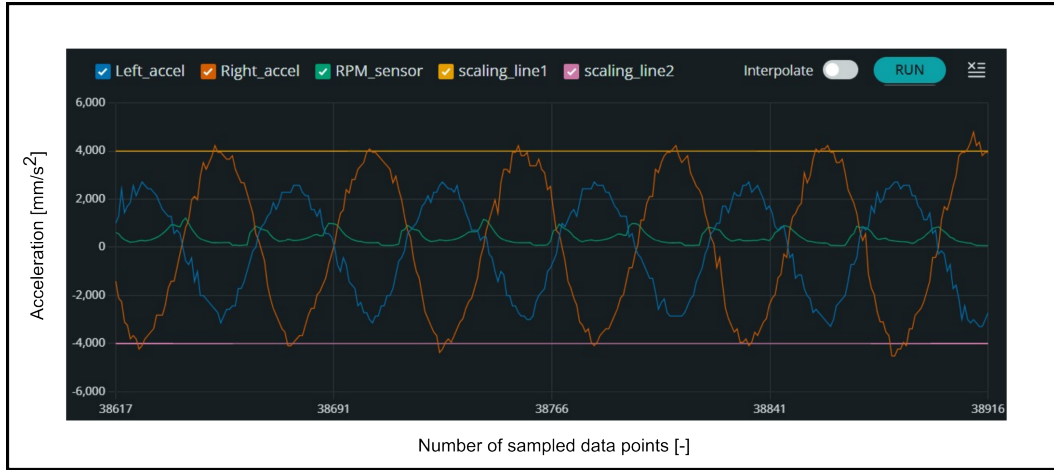 Left_accel Right_accel RPM_sensor scaling_line1 scaling_line2 Interpolate RUN
6,000
4,000
2,000
0
-2,000
-4,000
-6,000
38617 38691 38766 38841 38916
Acceleration [mm/s²]
Number of sampled data points [-]